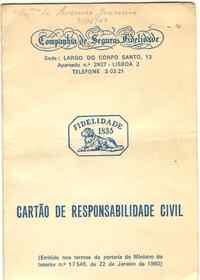 Companhia de Seguros Fidelidade
Sede: LARGO DO CORPO SANTO, 13
Apartado n.º 2937 - LISBOA 2
TELEFONE 3 03 21
FIDELIDADE
1835
CARTÃO DE RESPONSABILIDADE CIVIL
(Emitido nos termos da portaria do Ministro do
Interior n.º 17 545, de 22 de Janeiro de 1960)